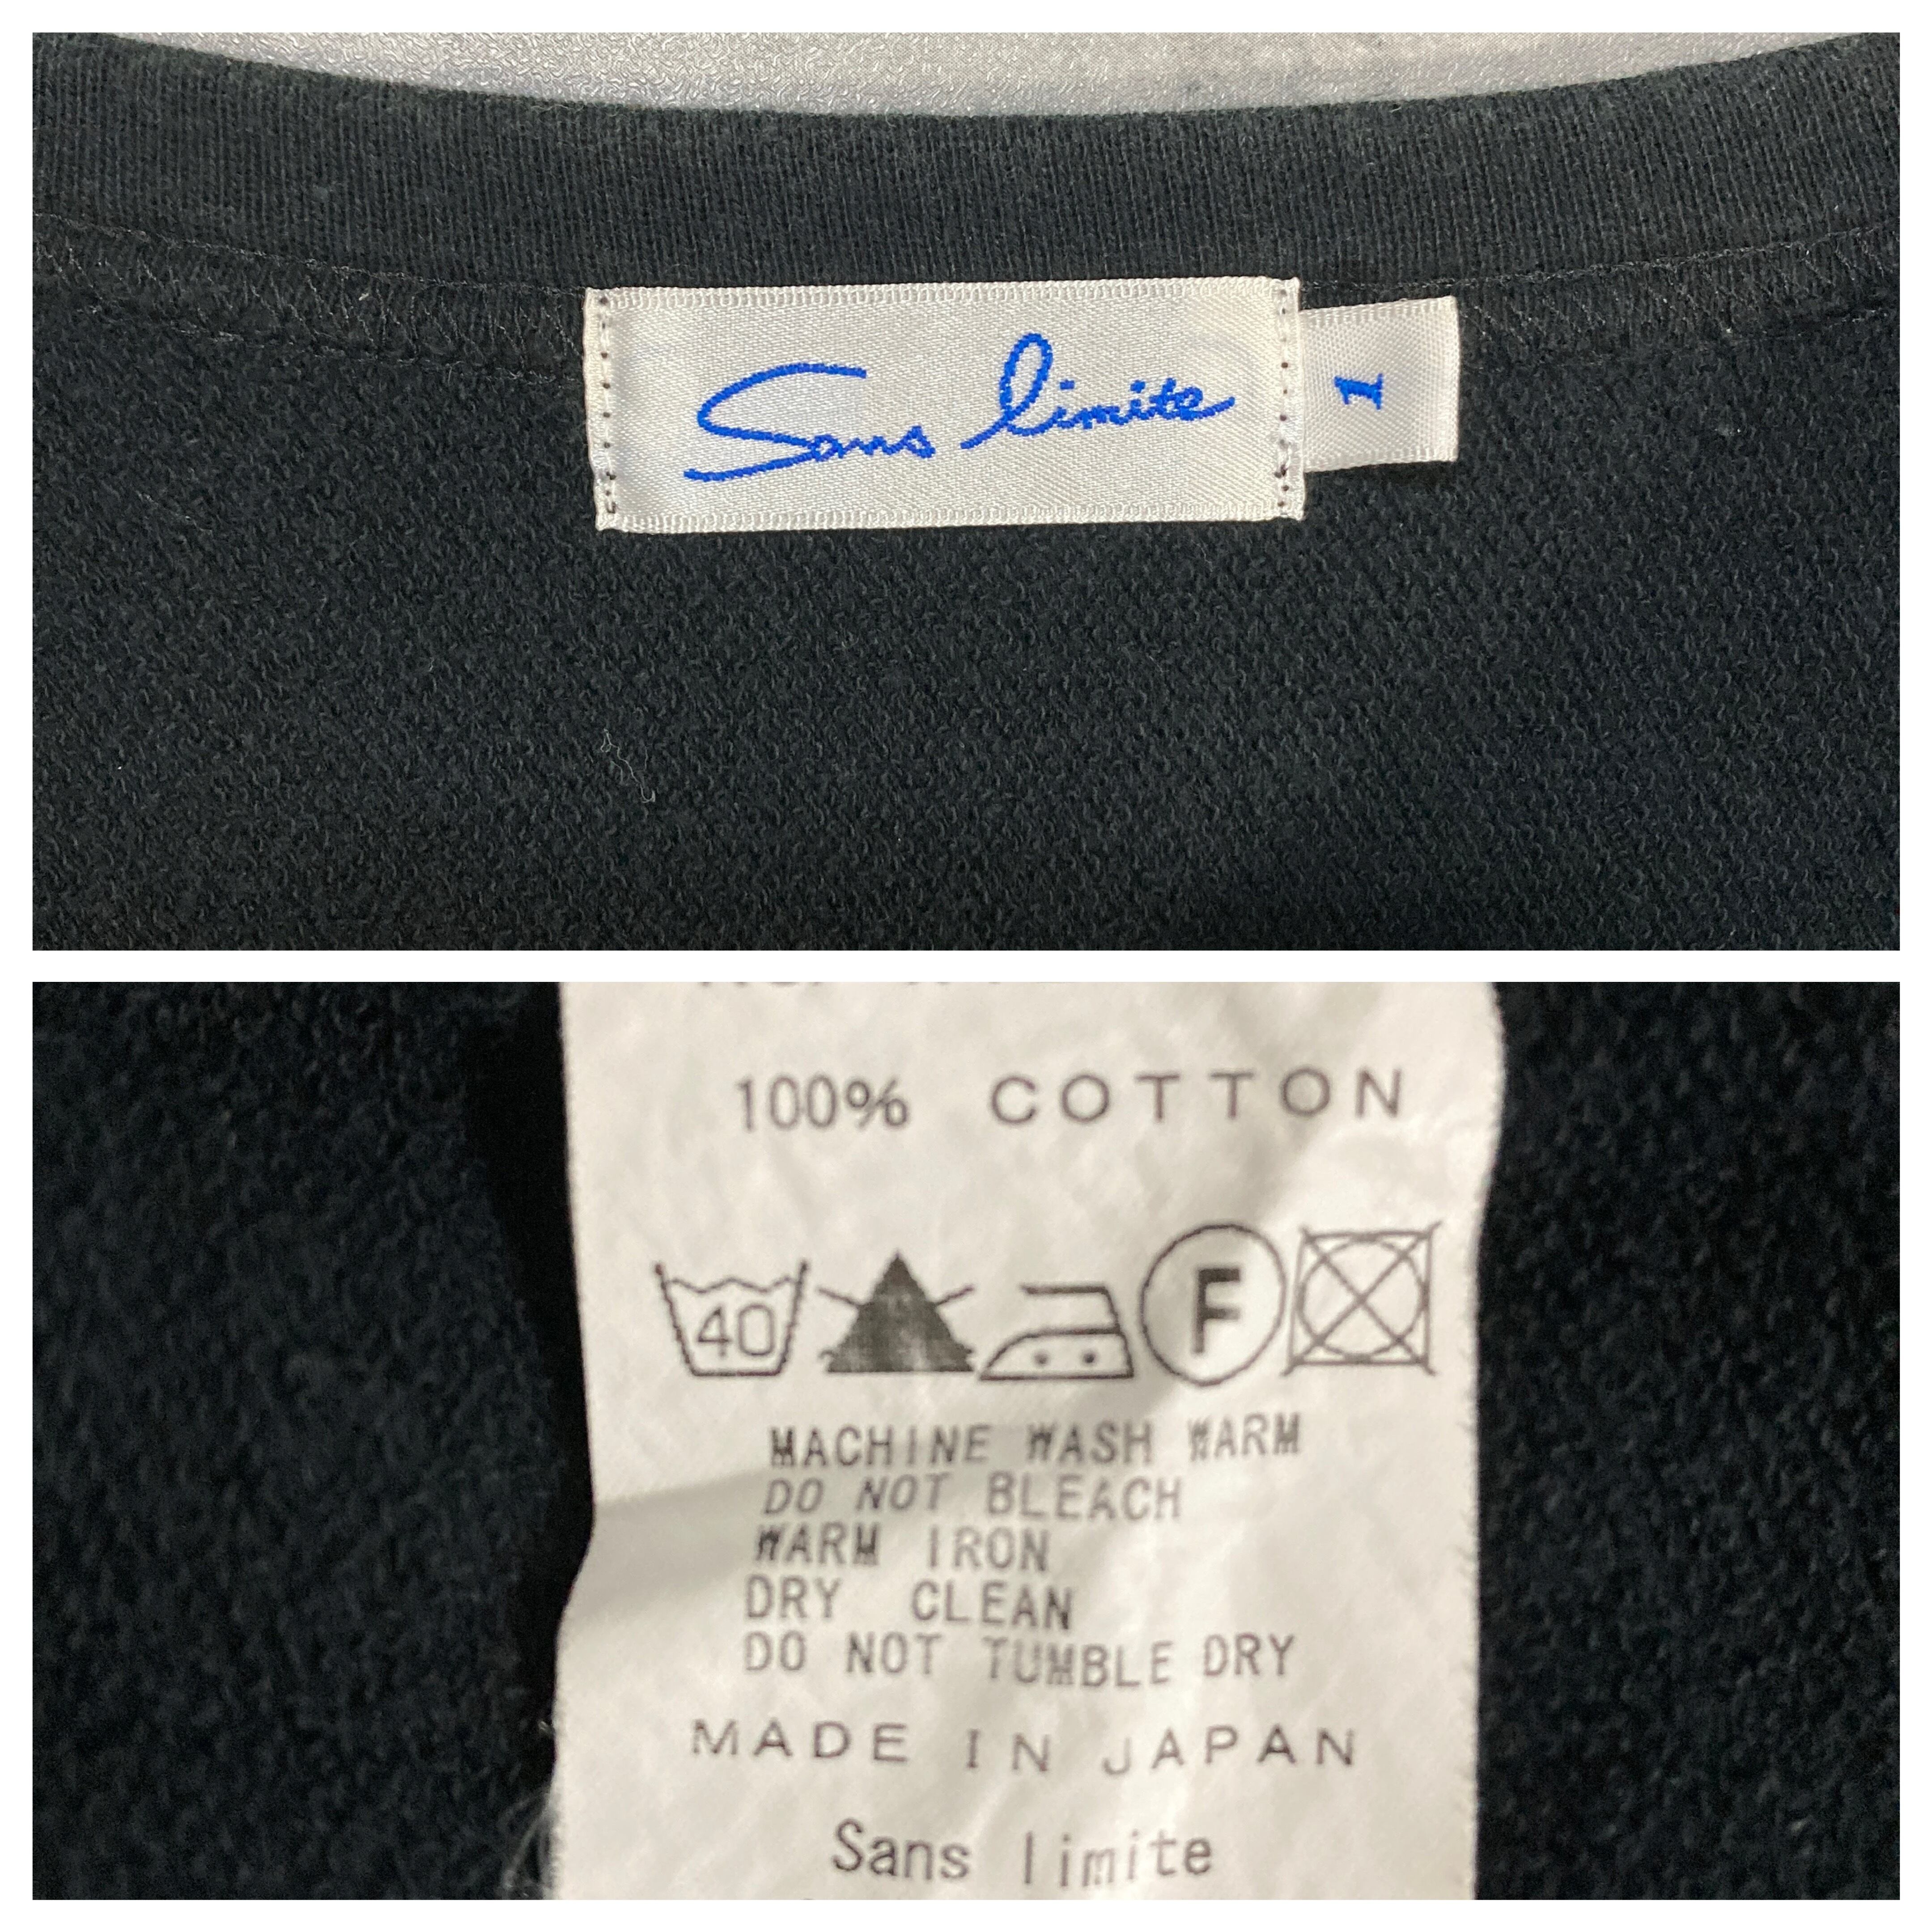 Sans limite
1
100% COTTON
40
F
MACHINE WASH WARM
DO NOT BLEACH
WARM IRON
DRY CLEAN
DO NOT TUMBLE DRY
MADE IN JAPAN
Sans limite